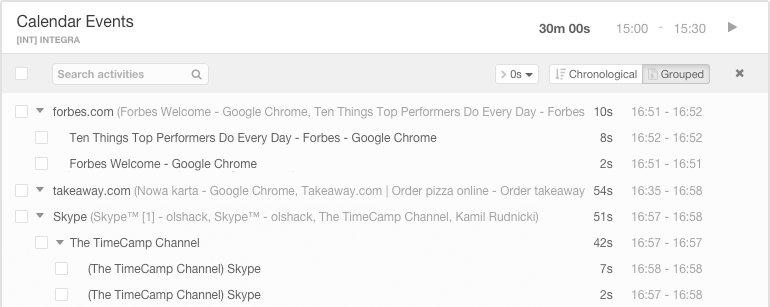 Calendar Events
[INT] INTEGRA
30m 00s 15:00 - 15:30
Search activities > 0s Chronological Grouped ✖
forbes.com (Forbes Welcome - Google Chrome, Ten Things Top Performers Do Every Day - Forbes 10s 16:51 - 16:52
Ten Things Top Performers Do Every Day - Forbes - Google Chrome 8s 16:52 - 16:52
Forbes Welcome - Google Chrome 2s 16:51 - 16:51
takeaway.com (Nowa karta - Google Chrome, Takeaway.com | Order pizza online - Order takeaway 54s 16:35 - 16:58
Skype (Skype™ [1] - olshack, Skype™ - olshack, The TimeCamp Channel, Kamil Rudnicki) 51s 16:57 - 16:58
The TimeCamp Channel 42s 16:57 - 16:57
(The TimeCamp Channel) Skype 7s 16:58 - 16:58
(The TimeCamp Channel) Skype 2s 16:57 - 16:58